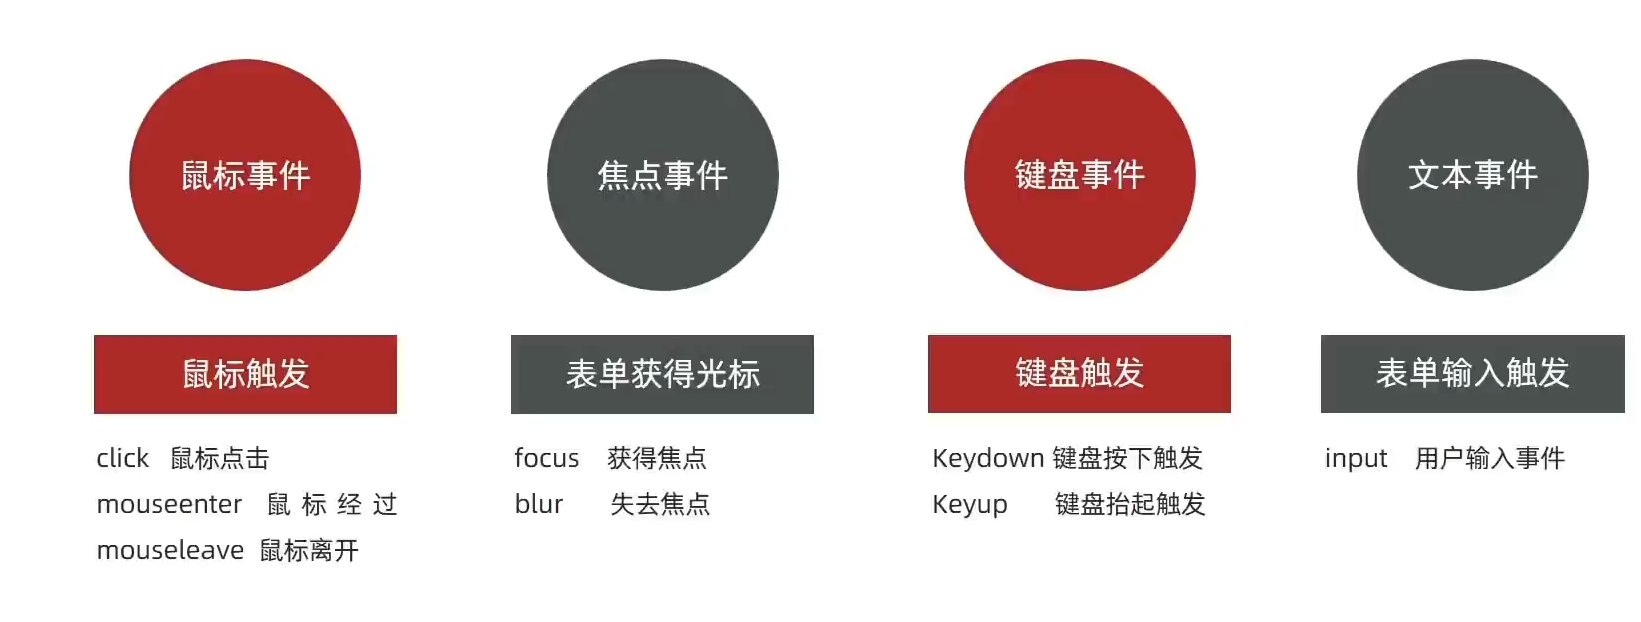 鼠标事件
焦点事件
键盘事件
文本事件
鼠标触发
表单获得光标
键盘触发
表单输入触发
click 鼠标点击
mouseenter 鼠标经过
mouseleave 鼠标离开
focus 获得焦点
blur 失去焦点
Keydown 键盘按下触发
Keyup 键盘抬起触发
input 用户输入事件